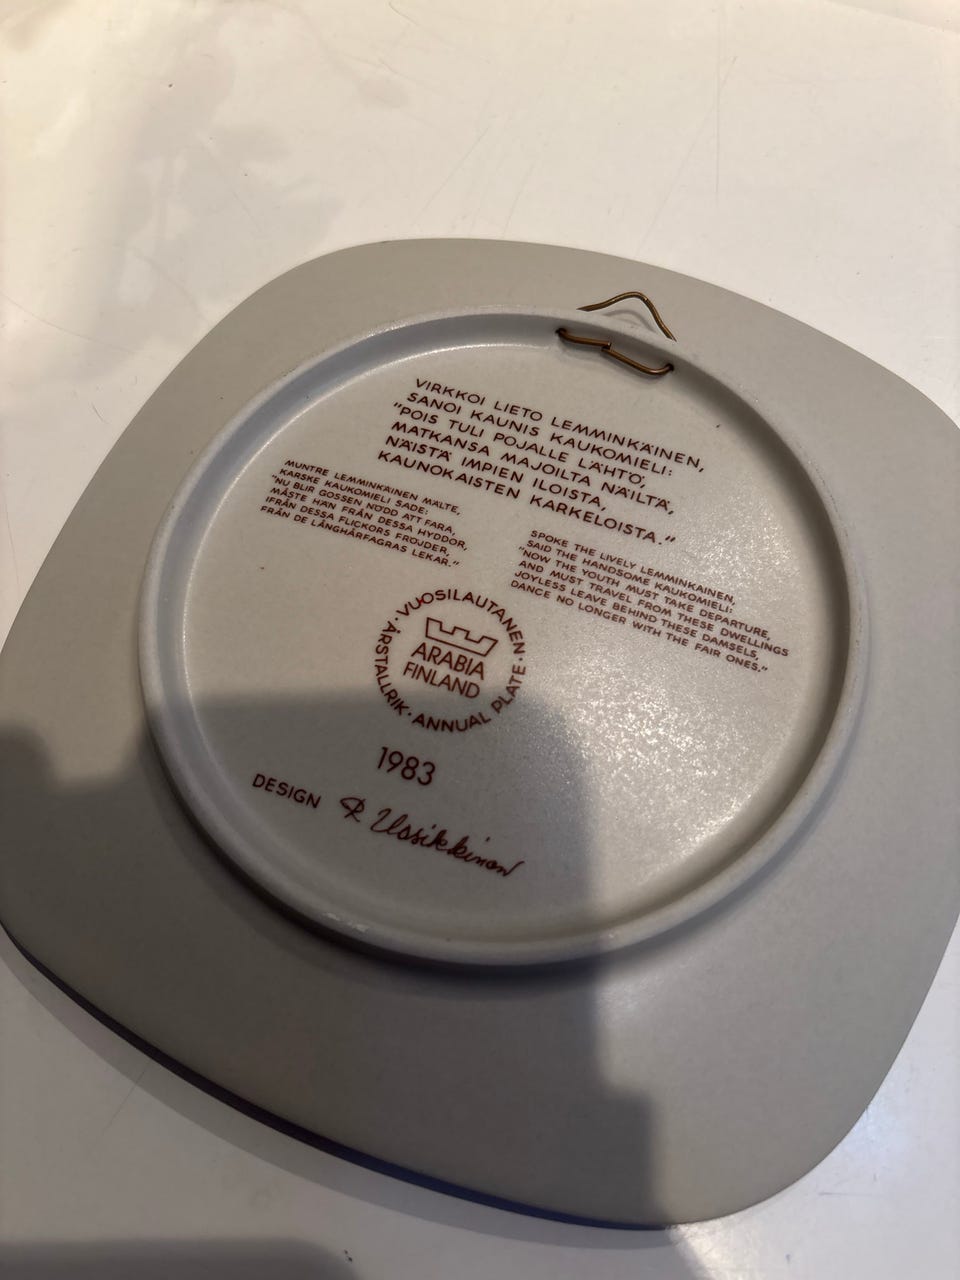 VIRKKOI LIETO LEMMINKÄINEN,
SANOI KAUNIS KAUKOMIELI:
"POIS TULI POJALLE LÄHTÖ,
MATKANSA MAJOILTA NÄILTÄ,
NÄISTÄ IMPIEN ILOISTA,
KAUNOKAISTEN KARKELOISTA."
MUNTRE LEMMINKÄINEN MÄLTE,
KARSKE KAUKOMIELI SADE:
"NU BLIR GOSSEN NÖDD ATT FARA,
MÅSTE HAN FRÅN DESSA HYDDOR,
IFRÅN DESSA FLICKORS FRÖJDER,
FRÅN DE LÅNGHÅRFAGRAS LEKAR."
SPOKE THE LIVELY LEMMINKAINEN,
SAID THE HANDSOME KAUKOMIELI:
"NOW THE YOUTH MUST TAKE DEPARTURE,
AND MUST TRAVEL FROM THESE DWELLINGS
JOYLESS LEAVE BEHIND THESE DAMSELS,
DANCE NO LONGER WITH THE FAIR ONES."
· VUOSILAUTANEN · ANNUAL PLATE · ÅRSTALLRIK
ARABIA
FINLAND
1983
DESIGN R Uosikkinen